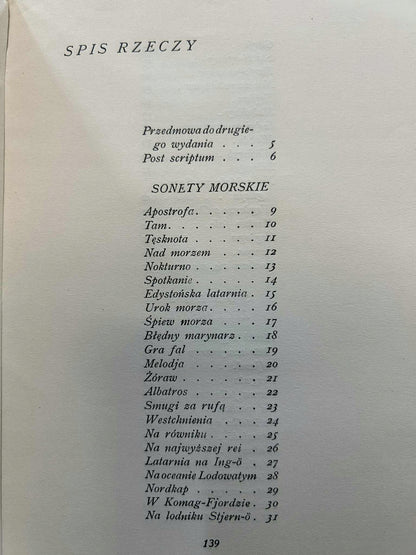 SPIS RZECZY
Przedmowa do drugie-
go wydania . . . 5
Post scriptum . . . 6
SONETY MORSKIE
Apostrofa . . . . . 9
Tam . . . . . . . 10
Tęsknota . . . . . 11
Nad morzem . . . . 12
Nokturno . . . . . 13
Spotkanie . . . . . 14
Edystońska latarnia . 15
Urok morza . . . . 16
Śpiew morza . . . . 17
Błędny marynarz . . 18
Gra fal . . . . . . 19
Melodja . . . . . 20
Żóraw . . . . . . 21
Albatros . . . . . 22
Smugi za rufą . . . 23
Westchnienia . . . . 24
Na równiku . . . . . 25
Na najwyższej rei . 26
Latarnia na Ing-ö . . 27
Na oceanie Lodowatym 28
Nordkap . . . . . 29
W Komag-Fjordzie . 30
Na lodniku Stjern-ö . 31
139